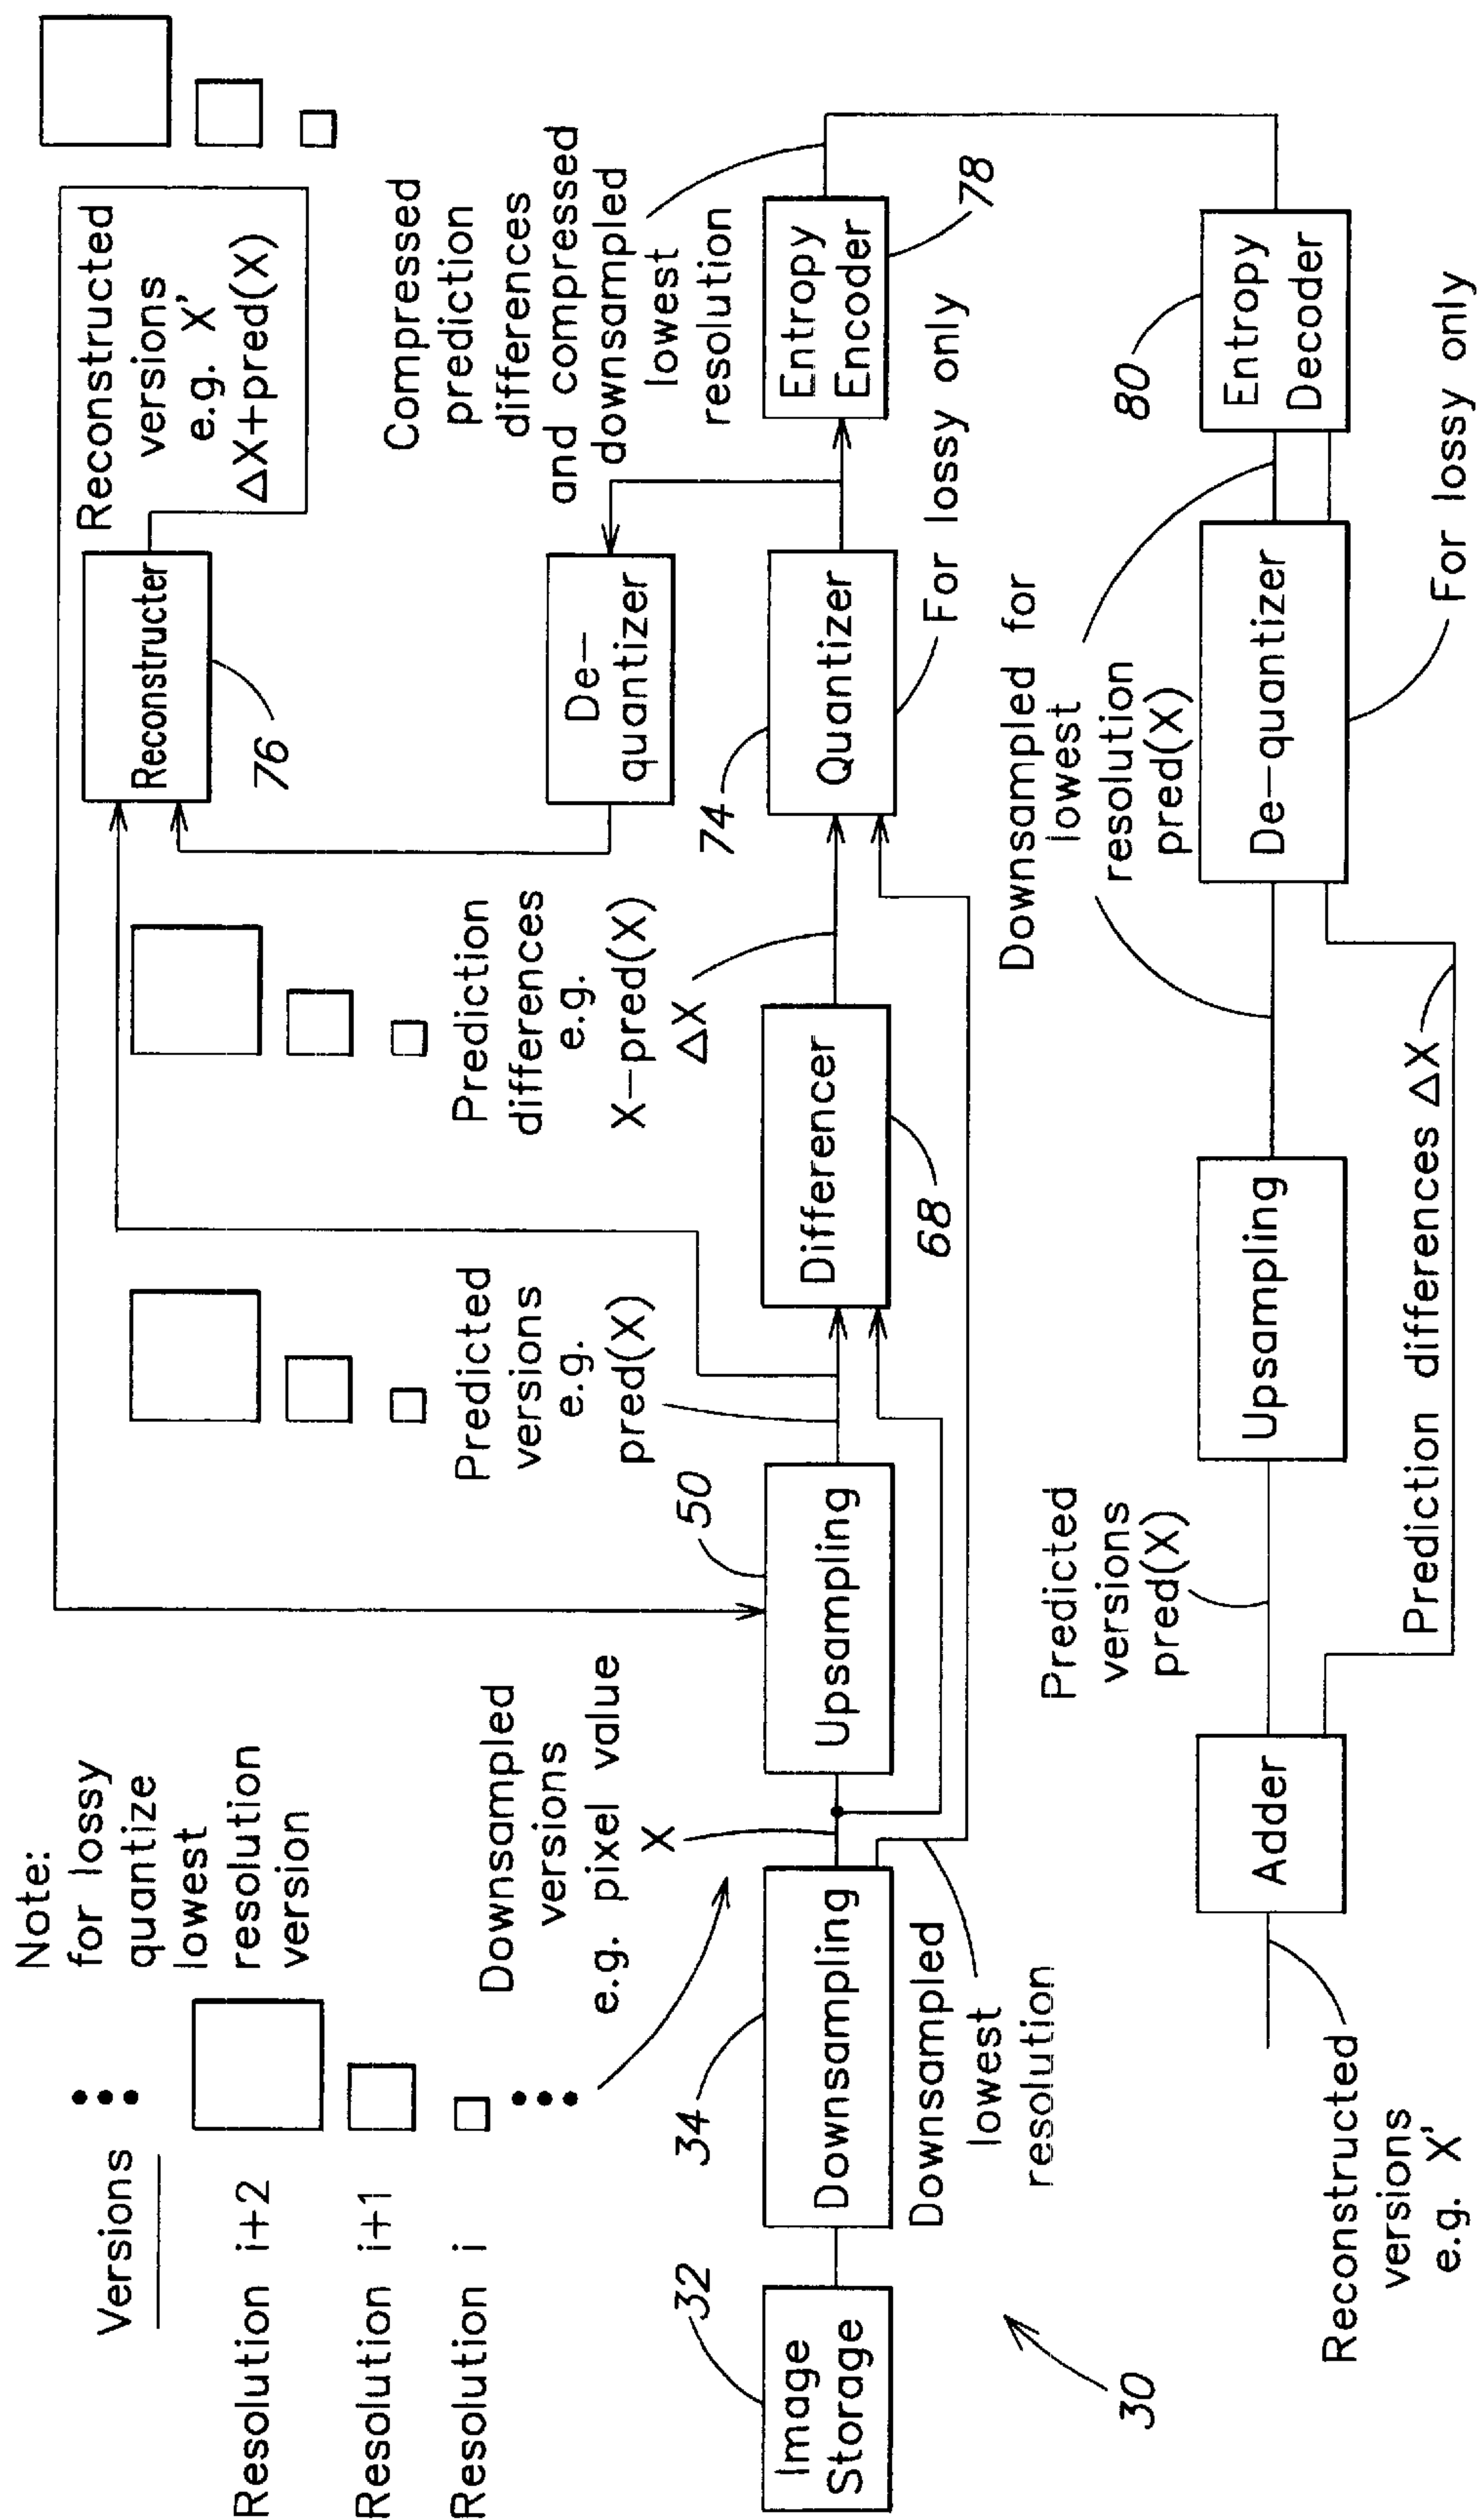 Versions
Resolution i+2
Resolution i+1
Resolution i
Note:
for lossy
quantize
lowest
resolution
version
Downsampled
versions
e.g. pixel value
X
Predicted
versions
e.g.
pred(X)
Prediction
differences
e.g.
X–pred(X)
ΔX
Reconstructer
76
Reconstructed
versions
e.g. X'
ΔX+pred(X)
De–
quantizer
Compressed
prediction
differences
and compressed
downsampled
lowest
resolution
32
Image
Storage
34
Downsampling
50
Upsampling
Differencer
68
74
Quantizer
Entropy
Encoder
78
For lossy only
Downsampled
lowest
resolution
30
Reconstructed
versions
e.g. X'
Adder
Predicted
versions
pred(X)
Upsampling
Downsampled for
lowest
resolution
pred(X)
De–quantizer
80
Entropy
Decoder
Prediction differences ΔX
For lossy only